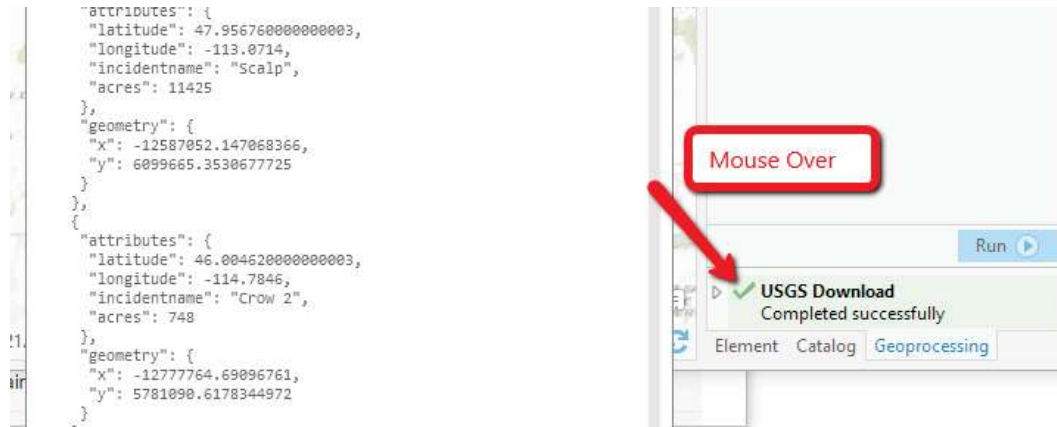 "attributes": {
"latitude": 47.956760000000003,
"longitude": -113.0714,
"incidentname": "Scalp",
"acres": 11425
},
"geometry": {
"x": -12587052.147068366,
"y": 6099665.3530677725
}
},
{
"attributes": {
"latitude": 46.004620000000003,
"longitude": -114.7846,
"incidentname": "Crow 2",
"acres": 748
},
"geometry": {
"x": -12777764.69096761,
"y": 5781090.6178344972
}
Mouse Over
Run
USGS Download
Completed successfully
Element Catalog Geoprocessing